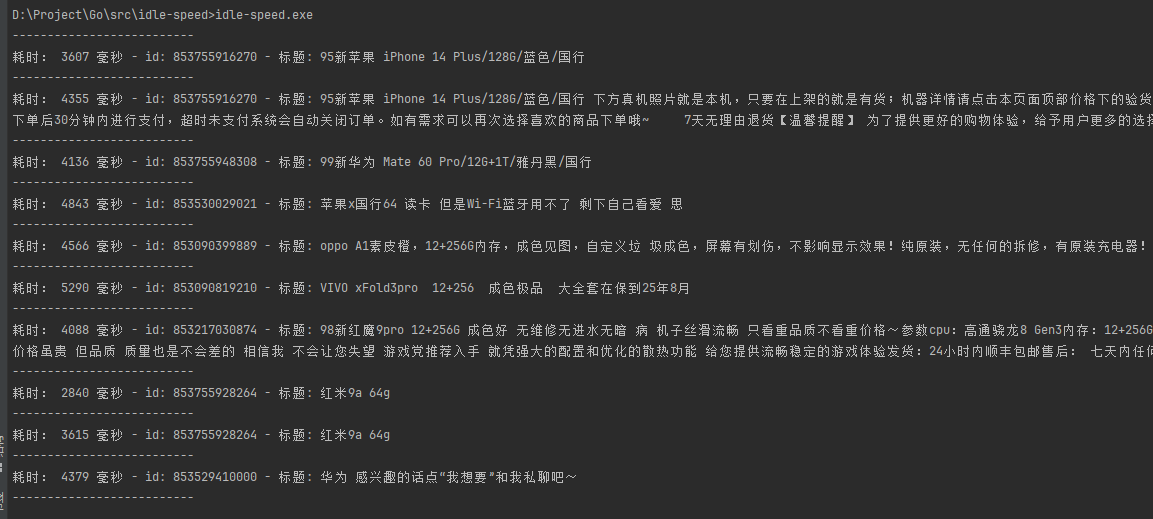 D:\Project\Go\src\idle-speed>idle-speed.exe
--------------------------
耗时： 3607 毫秒 - id: 853755916270 - 标题: 95新苹果 iPhone 14 Plus/128G/蓝色/国行
--------------------------
耗时： 4355 毫秒 - id: 853755916270 - 标题: 95新苹果 iPhone 14 Plus/128G/蓝色/国行 下方真机照片就是本机，只要在上架的就是有货；机器详情请点击本页面顶部价格下的验货
下单后30分钟内进行支付，超时未支付系统会自动关闭订单。如有需求可以再次选择喜欢的商品下单哦~     7天无理由退货【温馨提醒】 为了提供更好的购物体验，给予用户更多的选择
--------------------------
耗时： 4136 毫秒 - id: 853755948308 - 标题: 99新华为 Mate 60 Pro/12G+1T/雅丹黑/国行
--------------------------
耗时： 4843 毫秒 - id: 853530029021 - 标题: 苹果x国行64 读卡 但是Wi-Fi蓝牙用不了 剩下自己看爱 思
--------------------------
耗时： 4566 毫秒 - id: 853090399889 - 标题: oppo A1素皮橙，12+256G内存，成色见图，自定义垃 圾成色，屏幕有划伤，不影响显示效果！纯原装，无任何的拆修，有原装充电器！
--------------------------
耗时： 5290 毫秒 - id: 853090819210 - 标题: VIVO xFold3pro  12+256  成色极品  大全套在保到25年8月
--------------------------
耗时： 4088 毫秒 - id: 853217030874 - 标题: 98新红魔9pro 12+256G 成色好 无维修无进水无暗 病 机子丝滑流畅 只看重品质不看重价格～参数cpu：高通骁龙8 Gen3内存：12+256G
价格虽贵 但品质 质量也是不会差的 相信我 不会让您失望 游戏党推荐入手 就凭强大的配置和优化的散热功能 给您提供流畅稳定的游戏体验发货：24小时内顺丰包邮售后： 七天内任何
--------------------------
耗时： 2840 毫秒 - id: 853755928264 - 标题: 红米9a 64g
--------------------------
耗时： 3615 毫秒 - id: 853755928264 - 标题: 红米9a 64g
--------------------------
耗时： 4379 毫秒 - id: 853529410000 - 标题: 华为 感兴趣的话点“我想要”和我私聊吧～
--------------------------